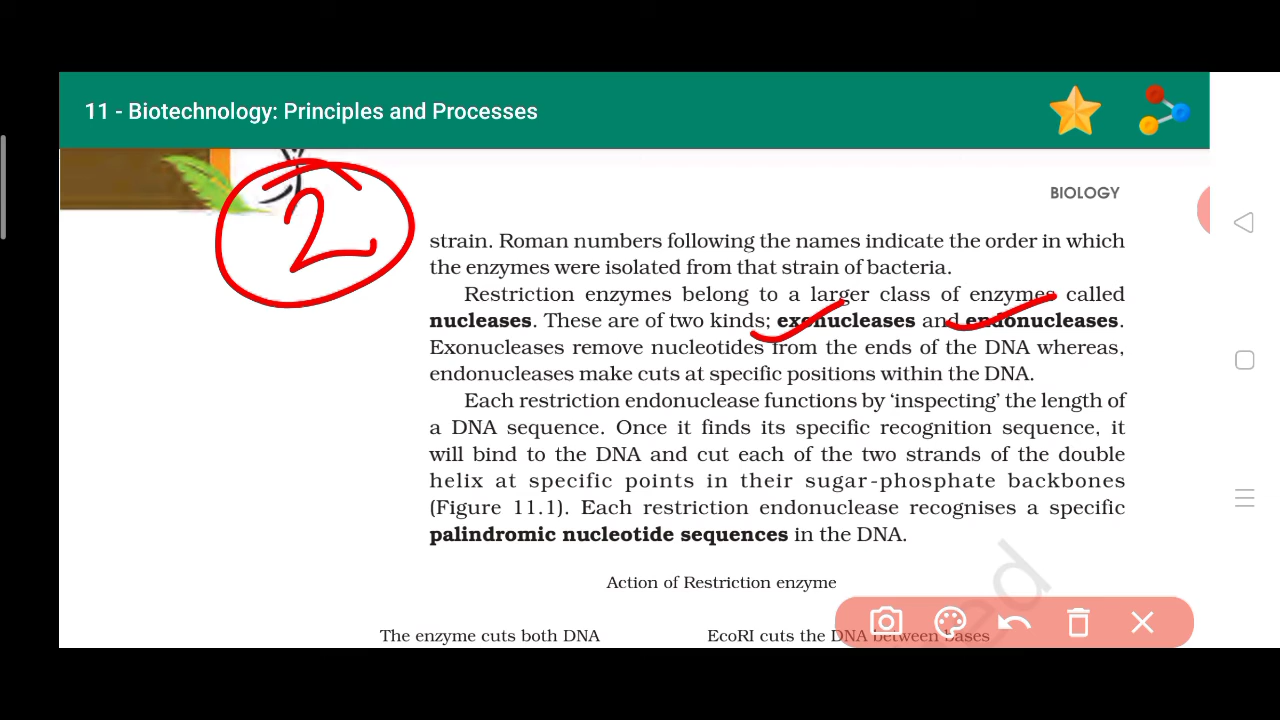 11 - Biotechnology: Principles and Processes
2
BIOLOGY
strain. Roman numbers following the names indicate the order in which
the enzymes were isolated from that strain of bacteria.
Restriction enzymes belong to a larger class of enzymes called
nucleases. These are of two kinds; exonucleases and endonucleases.
Exonucleases remove nucleotides from the ends of the DNA whereas,
endonucleases make cuts at specific positions within the DNA.
Each restriction endonuclease functions by ‘inspecting’ the length of
a DNA sequence. Once it finds its specific recognition sequence, it
will bind to the DNA and cut each of the two strands of the double
helix at specific points in their sugar-phosphate backbones
(Figure 11.1). Each restriction endonuclease recognises a specific
palindromic nucleotide sequences in the DNA.
Action of Restriction enzyme
The enzyme cuts both DNA
EcoRI cuts the DNA between bases